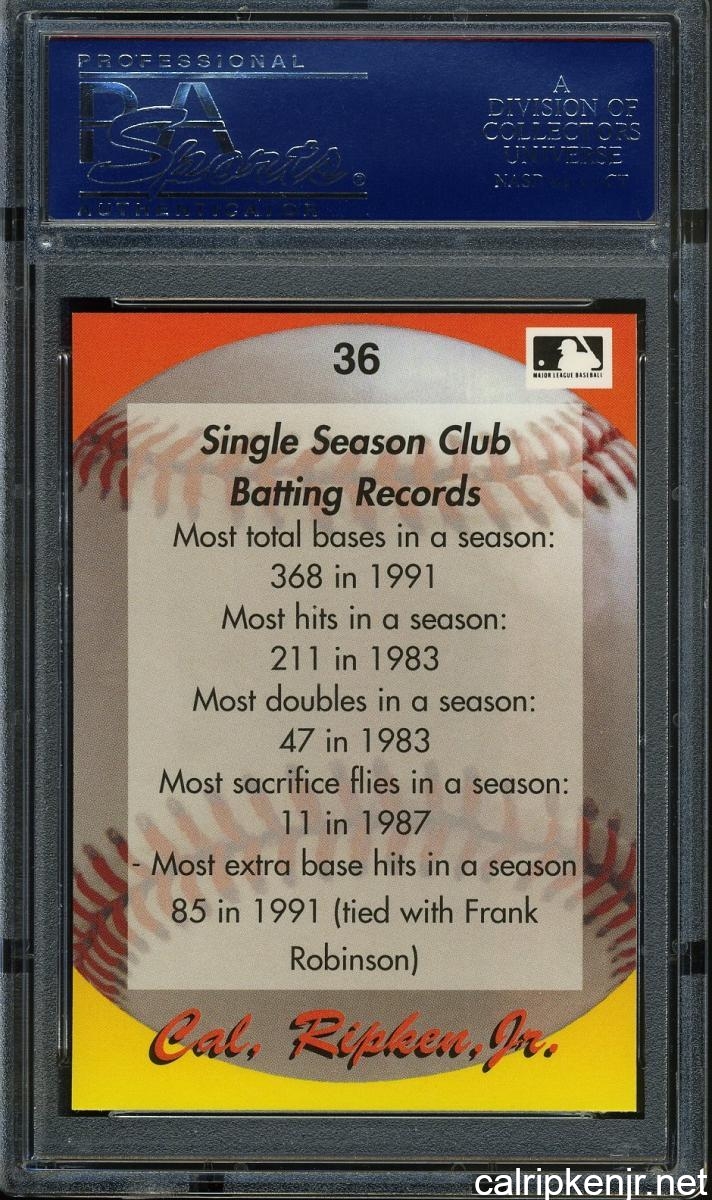 PROFESSIONAL
PSA
Sports
AUTHENTICATOR
A
DIVISION OF
COLLECTORS
UNIVERSE
NASP
36
MAJOR LEAGUE BASEBALL
Single Season Club
Batting Records
Most total bases in a season:
368 in 1991
Most hits in a season:
211 in 1983
Most doubles in a season:
47 in 1983
Most sacrifice flies in a season:
11 in 1987
- Most extra base hits in a season
85 in 1991 (tied with Frank
Robinson)
Cal, Ripken, Jr.
calripkenjr.net